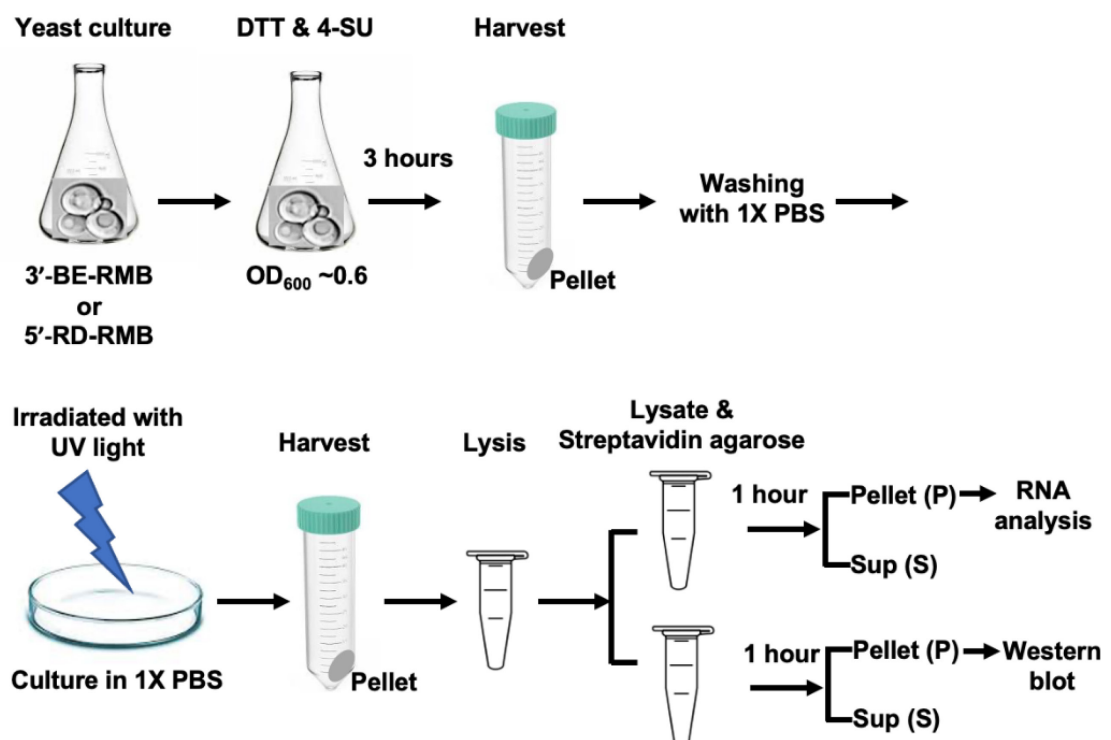 Yeast culture
DTT & 4-SU
Harvest
3 hours
Washing
with 1X PBS
3′-BE-RMB
or
5′-RD-RMB
OD₆₀₀ ~0.6
Pellet
Irradiated with
UV light
Harvest
Lysis
Lysate &
Streptavidin agarose
1 hour
Pellet (P)
RNA
analysis
Sup (S)
Culture in 1X PBS
Pellet
1 hour
Pellet (P)
Western
blot
Sup (S)